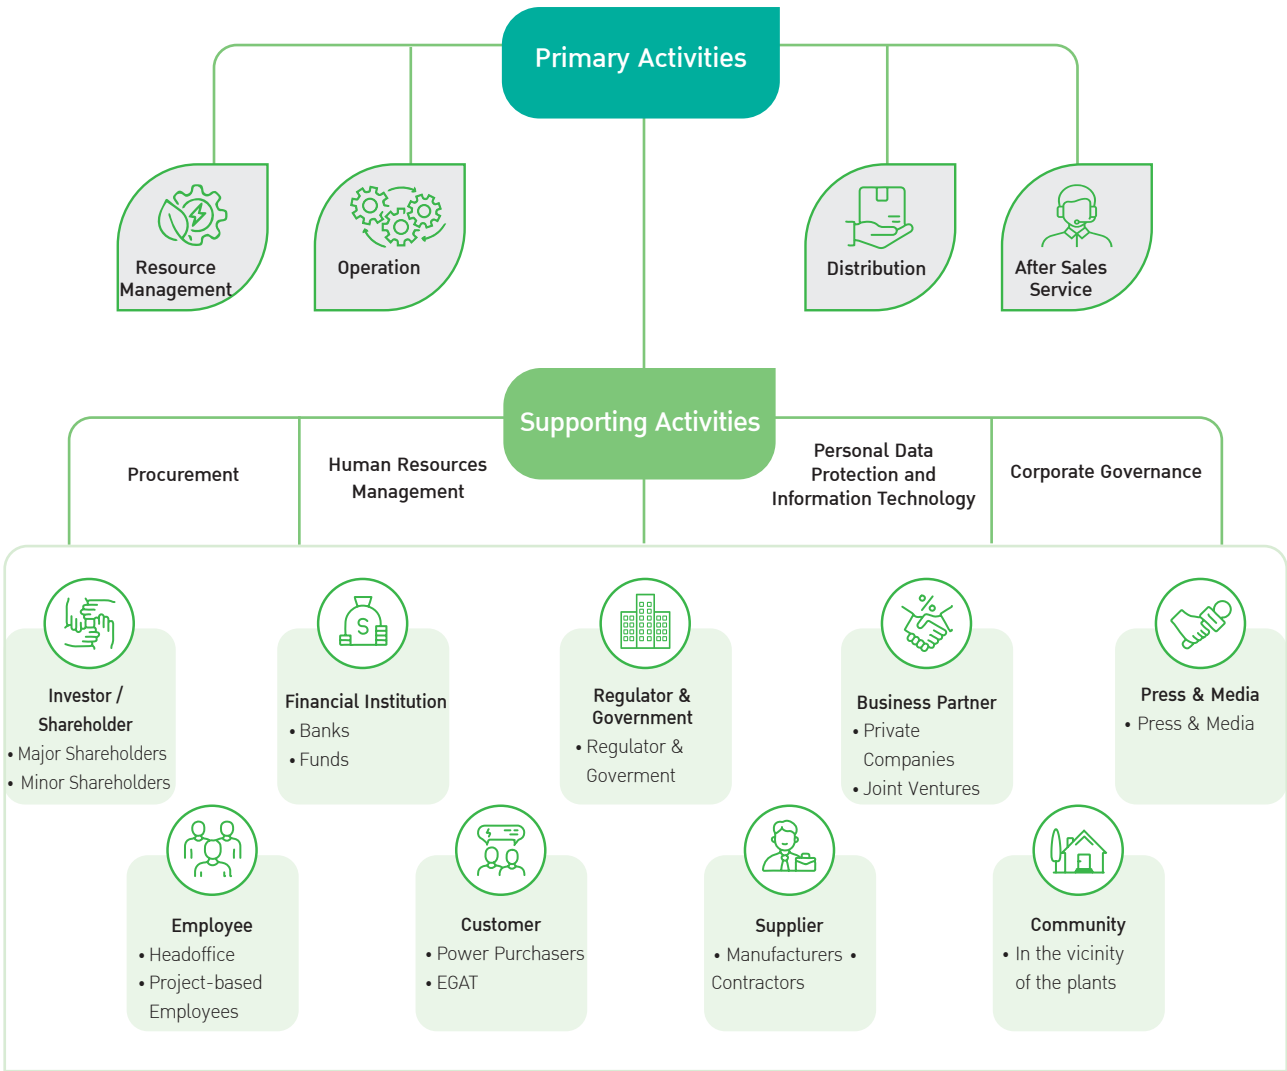 Primary Activities
Resource
Management
Operation
Distribution
After Sales
Service
Supporting Activities
Procurement
Human Resources
Management
Personal Data
Protection and
Information Technology
Corporate Governance
S
%
Investor /
Shareholder
• Major Shareholders
• Minor Shareholders
Financial Institution
• Banks
• Funds
Regulator &
Government
• Regulator &
Goverment
Business Partner
• Private
Companies
• Joint Ventures
Press & Media
• Press & Media
Employee
• Headoffice
• Project-based
Employees
Customer
• Power Purchasers
• EGAT
Supplier
• Manufacturers •
Contractors
Community
• In the vicinity
of the plants